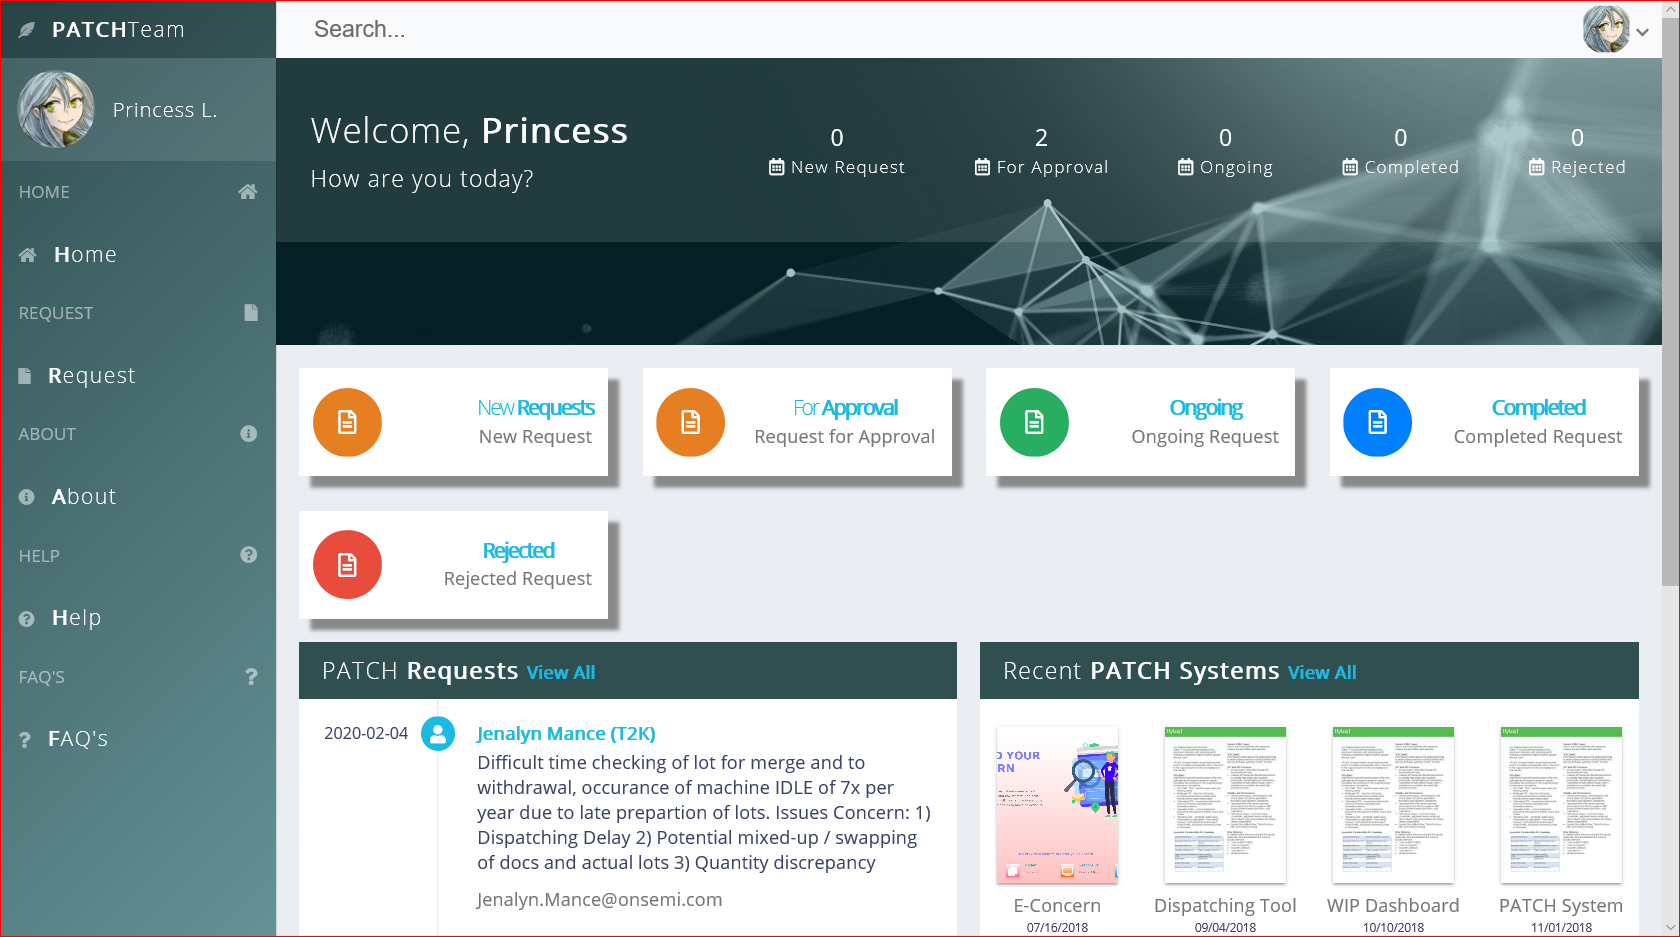 PATCHTeam
Search...
Princess L.
Welcome, Princess
How are you today?
0
New Request
2
For Approval
0
Ongoing
0
Completed
0
Rejected
HOME
Home
REQUEST
Request
ABOUT
About
HELP
Help
FAQ'S
FAQ's
New Requests
New Request
For Approval
Request for Approval
Ongoing
Ongoing Request
Completed
Completed Request
Rejected
Rejected Request
PATCH Requests View All
2020-02-04
Jenalyn Mance (T2K)
Difficult time checking of lot for merge and to
withdrawal, occurance of machine IDLE of 7x per
year due to late prepartion of lots. Issues Concern: 1)
Dispatching Delay 2) Potential mixed-up / swapping
of docs and actual lots 3) Quantity discrepancy
Jenalyn.Mance@onsemi.com
Recent PATCH Systems View All
D YOUR
RN
E-Concern
07/16/2018
Hybred
Dispatching Tool
09/04/2018
Hybred
WIP Dashboard
10/10/2018
Hybred
PATCH System
11/01/2018